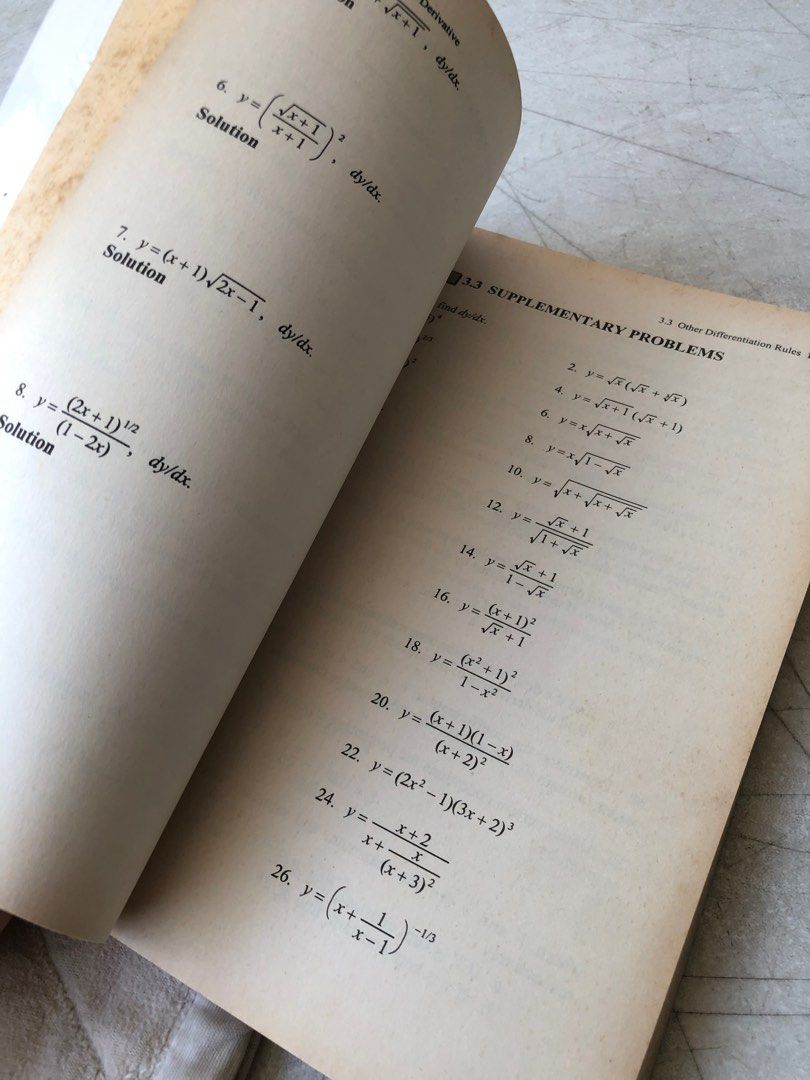 Derivative
√x+1, dy/dx.
6. y = (√x+1 / x+1)², dy/dx.
Solution
7. y = (x+1)√2x−1, dy/dx.
Solution
8. y = (2x+1)^1/2 / (1−2x), dy/dx.
Solution
3.3 Other Differentiation Rules
3.3 SUPPLEMENTARY PROBLEMS
find dy/dx.
2. y = √x(√x + ∜x)
4. y = √x+1(√x + 1)
6. y = x√(x + √x)
8. y = x√(1 − √x)
10. y = √(x + √(x + √x))
12. y = (√x + 1) / √(1 + √x)
14. y = (√x + 1) / (1 − √x)
16. y = (x+1)² / (√x + 1)
18. y = (x²+1)² / (1−x²)
20. y = (x+1)(1−x) / (x+2)²
22. y = (2x²−1)(3x+2)³
24. y = (x+2) / (x + x / (x+3)²)
26. y = (x + 1 / (x−1))^−1/3